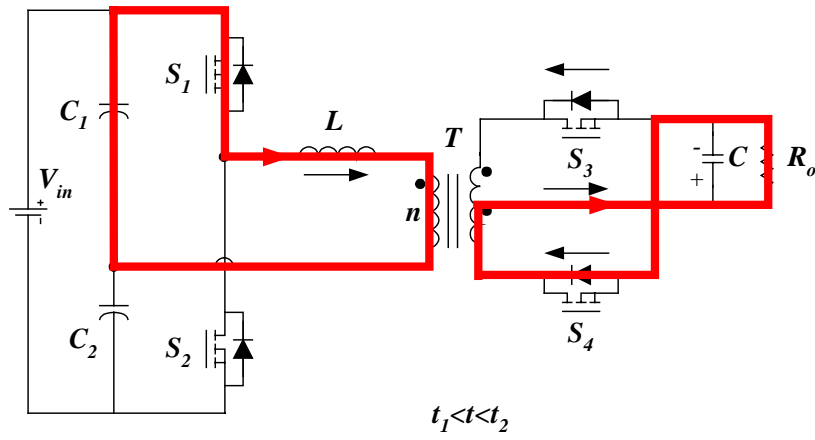 S1
C1
L
T
S3
-
C
+
Ro
Vin
+
-
n
C2
S2
S4
t1<t<t2